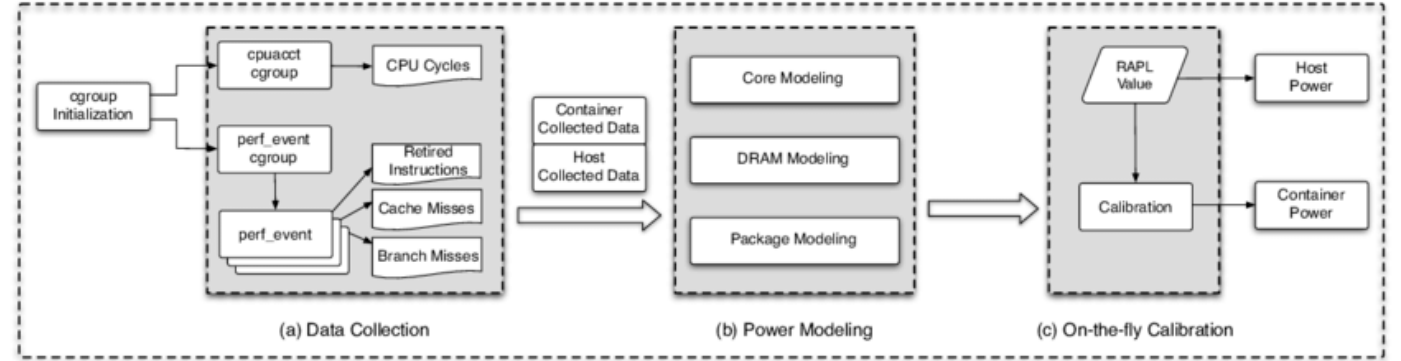 cgroup
Initialization
cpuacct
cgroup
CPU Cycles
perf_event
cgroup
Retired
Instructions
Cache Misses
perf_event
Branch Misses
(a) Data Collection
Container
Collected Data
Host
Collected Data
Core Modeling
DRAM Modeling
Package Modeling
(b) Power Modeling
RAPL
Value
Host
Power
Calibration
Container
Power
(c) On-the-fly Calibration